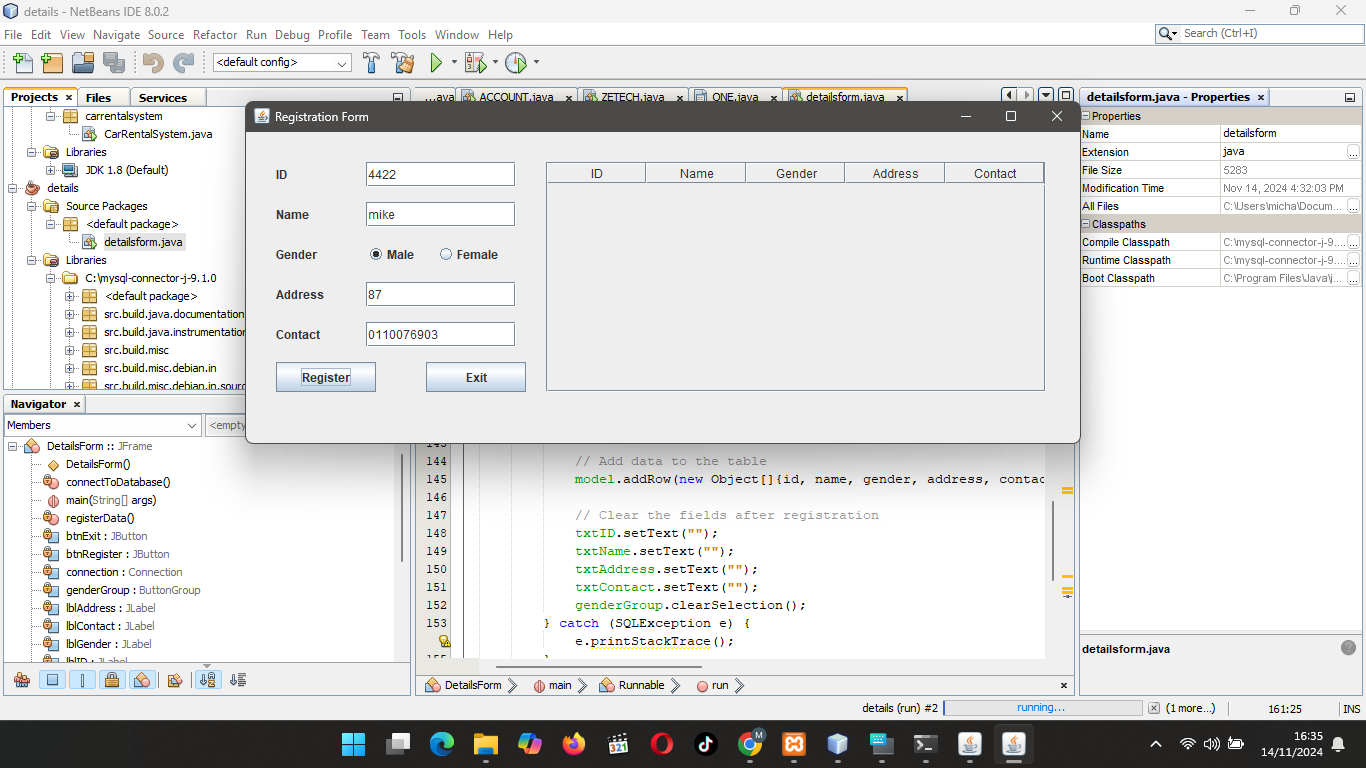 details - NetBeans IDE 8.0.2
File Edit View Navigate Source Refactor Run Debug Profile Team Tools Window Help
Search (Ctrl+I)
<default config>
Projects Files Services
carrentalsystem
CarRentalSystem.java
Libraries
JDK 1.8 (Default)
details
Source Packages
<default package>
detailsform.java
Libraries
C:\mysql-connector-j-9.1.0
<default package>
src.build.java.documentation
src.build.java.instrumentation
src.build.misc
src.build.misc.debian.in
src.build.misc.debian.in.source
Navigator
Members
<empty
DetailsForm :: JFrame
DetailsForm()
connectToDatabase()
main(String[] args)
registerData()
btnExit : JButton
btnRegister : JButton
connection : Connection
genderGroup : ButtonGroup
lblAddress : JLabel
lblContact : JLabel
lblGender : JLabel
lblID : JLabel
...ava ACCOUNT.java ZETECH.java ONE.java detailsform.java
Registration Form
ID 4422
Name mike
Gender Male Female
Address 87
Contact 0110076903
Register Exit
ID Name Gender Address Contact
143
144 // Add data to the table
145 model.addRow(new Object[]{id, name, gender, address, contac
146
147 // Clear the fields after registration
148 txtID.setText("");
149 txtName.setText("");
150 txtAddress.setText("");
151 txtContact.setText("");
152 genderGroup.clearSelection();
153 } catch (SQLException e) {
e.printStackTrace();
155 }
DetailsForm main Runnable run
detailsform.java - Properties
Properties
Name detailsform
Extension java
File Size 5283
Modification Time Nov 14, 2024 4:32:03 PM
All Files C:\Users\micha\Docum...
Classpaths
Compile Classpath C:\mysql-connector-j-9....
Runtime Classpath C:\mysql-connector-j-9....
Boot Classpath C:\Program Files\Java\j...
detailsform.java
details (run) #2 running... (1 more...) 161:25 INS
M
321
16:35
14/11/2024